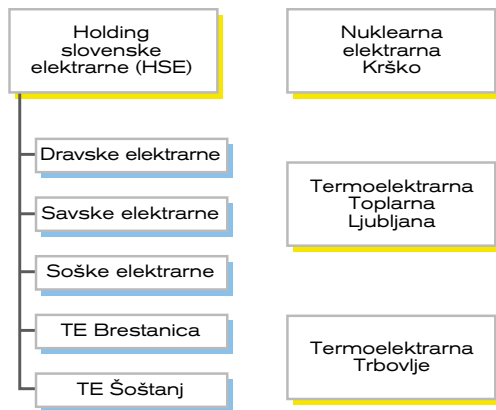 Holding
slovenske
elektrarne (HSE)
Dravske elektrarne
Savske elektrarne
Soške elektrarne
TE Brestanica
TE Šoštanj
Nuklearna
elektrarna
Krško
Termoelektrarna
Toplarna
Ljubljana
Termoelektrarna
Trbovlje